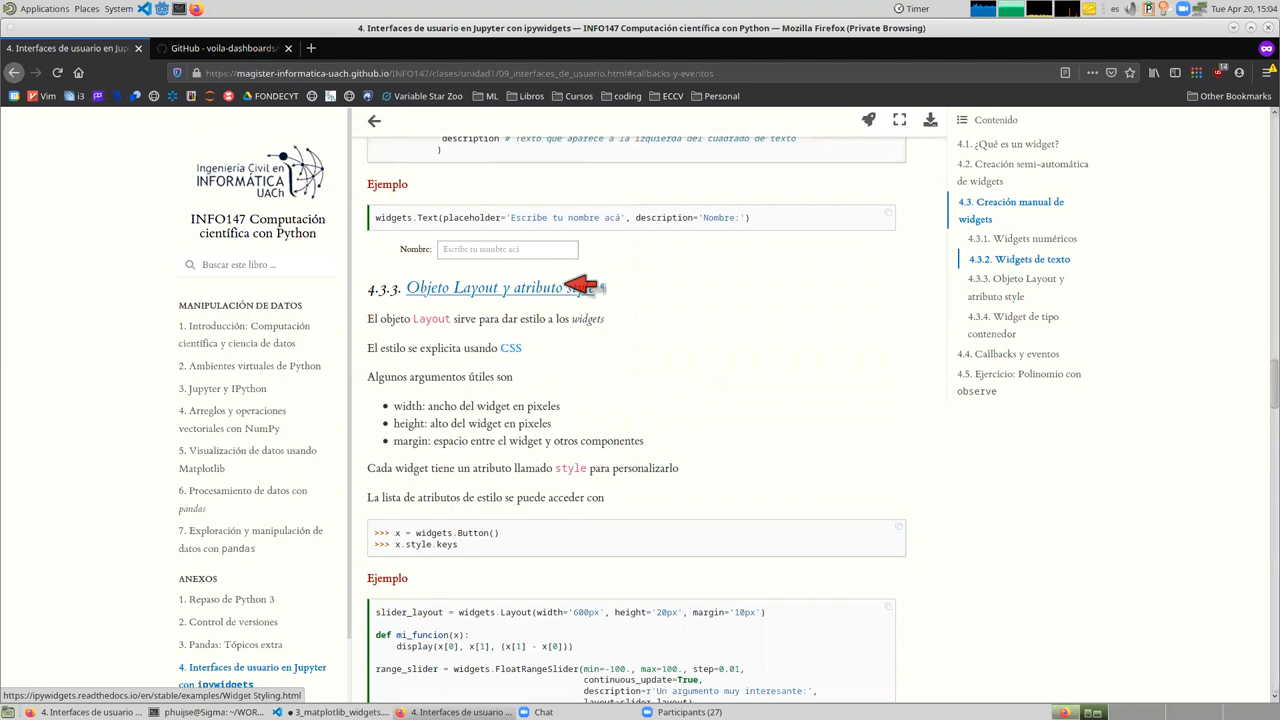 Applications Places System
Timer
es
Tue Apr 20, 15:04
4. Interfaces de usuario en Jupyter con ipywidgets — INFO147 Computación científica con Python — Mozilla Firefox (Private Browsing)
4. Interfaces de usuario en Jup
GitHub - voila-dashboards/
https://magister-informatica-uach.github.io/INFO147/clases/unidad1/09_interfaces_de_usuario.html#callbacks-y-eventos
14
Vim
i3
FONDECYT
Variable Star Zoo
ML
Libros
Cursos
coding
ECCV
Personal
Other Bookmarks
Ingeniería Civil en
INFORMÁTICA
UACh
INFO147 Computación
científica con Python
Buscar este libro ...
MANIPULACIÓN DE DATOS
1. Introducción: Computación
científica y ciencia de datos
2. Ambientes virtuales de Python
3. Jupyter y IPython
4. Arreglos y operaciones
vectoriales con NumPy
5. Visualización de datos usando
Matplotlib
6. Procesamiento de datos con
pandas
7. Exploración y manipulación de
datos con pandas
ANEXOS
1. Repaso de Python 3
2. Control de versiones
3. Pandas: Tópicos extra
4. Interfaces de usuario en Jupyter
con ipywidgets
description # Texto que aparece a la izquierda del cuadrado de texto
)
Ejemplo
widgets.Text(placeholder='Escribe tu nombre acá', description='Nombre:')
Nombre: Escribe tu nombre acá
4.3.3. Objeto Layout y atributo style ¶
El objeto Layout sirve para dar estilo a los widgets
El estilo se explicita usando CSS
Algunos argumentos útiles son
• width: ancho del widget en pixeles
• height: alto del widget en pixeles
• margin: espacio entre el widget y otros componentes
Cada widget tiene un atributo llamado style para personalizarlo
La lista de atributos de estilo se puede acceder con
>>> x = widgets.Button()
>>> x.style.keys
Ejemplo
slider_layout = widgets.Layout(width='600px', height='20px', margin='10px')
def mi_funcion(x):
display(x[0], x[1], (x[1] - x[0]))
range_slider = widgets.FloatRangeSlider(min=-100., max=100., step=0.01,
continuous_update=True,
description=r'Un argumento muy interesante:',
Contenido
4.1. ¿Qué es un widget?
4.2. Creación semi-automática
de widgets
4.3. Creación manual de
widgets
4.3.1. Widgets numéricos
4.3.2. Widgets de texto
4.3.3. Objeto Layout y
atributo style
4.3.4. Widget de tipo
contenedor
4.4. Callbacks y eventos
4.5. Ejercicio: Polinomio con
observe
https://ipywidgets.readthedocs.io/en/stable/examples/Widget Styling.html
4. Interfaces de usuario ...
phuijse@Sigma: ~/WOR...
• 3_matplotlib_widgets....
4. Interfaces de usuario ...
Chat
Participants (27)